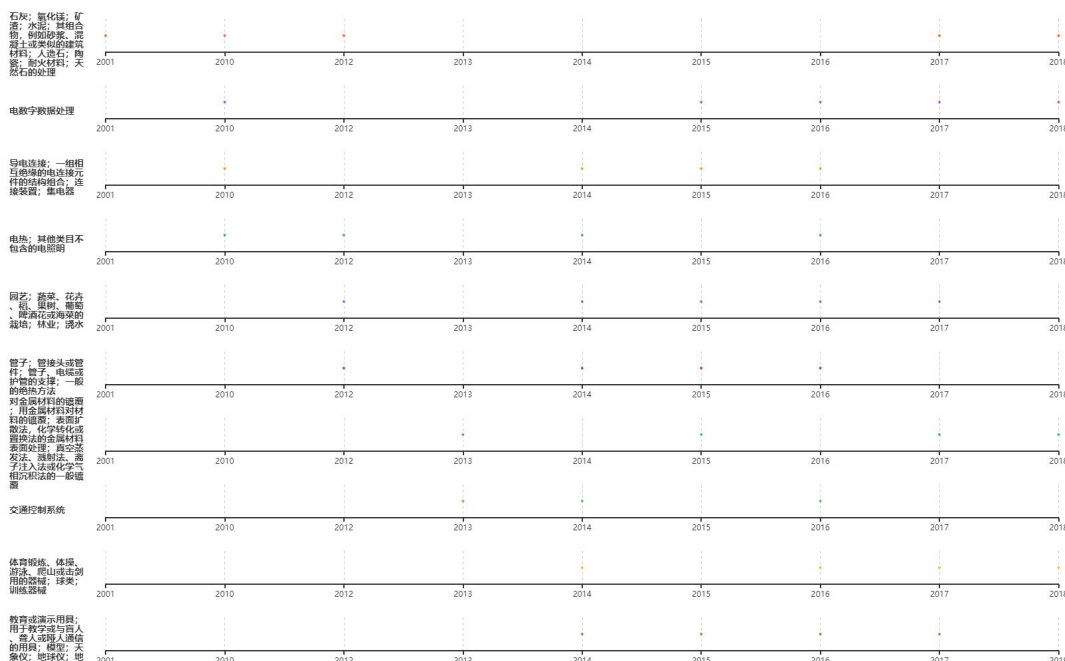 石灰；氧化镁；矿
渣；水泥；其组合
物，例如砂浆、混
凝土或类似的建筑
材料；人造石；陶
瓷；耐火材料；天
然石的处理
2001 2010 2012 2013 2014 2015 2016 2017 2018
电数字数据处理
2001 2010 2012 2013 2014 2015 2016 2017 2018
导电连接；一组相
互绝缘的电连接元
件的结构组合；连
接装置；集电器
2001 2010 2012 2013 2014 2015 2016 2017 2018
电热；其他类目不
包含的电照明
2001 2010 2012 2013 2014 2015 2016 2017 2018
园艺；蔬菜、花卉
、稻、果树、葡萄
、啤酒花或海菜的
栽培；林业；浇水
2001 2010 2012 2013 2014 2015 2016 2017 2018
管子；管接头或管
件；管子、电缆或
护管的支撑；一般
的绝热方法
2001 2010 2012 2013 2014 2015 2016 2017 2018
对金属材料的镀覆
；用金属材料对材
料的镀覆；表面扩
散法，化学转化或
置换法的金属材料
表面处理；真空蒸
发法、溅射法、离
子注入法或化学气
相沉积法的一般镀
覆
2001 2010 2012 2013 2014 2015 2016 2017 2018
交通控制系统
2001 2010 2012 2013 2014 2015 2016 2017 2018
体育锻炼、体操、
游泳、爬山或击剑
用的器械；球类；
训练器械
2001 2010 2012 2013 2014 2015 2016 2017 2018
教育或演示用具；
用于教学或与盲人
、聋人或哑人通信
的用具；模型；天
象仪；地球仪；地
2001 2010 2012 2013 2014 2015 2016 2017 2018